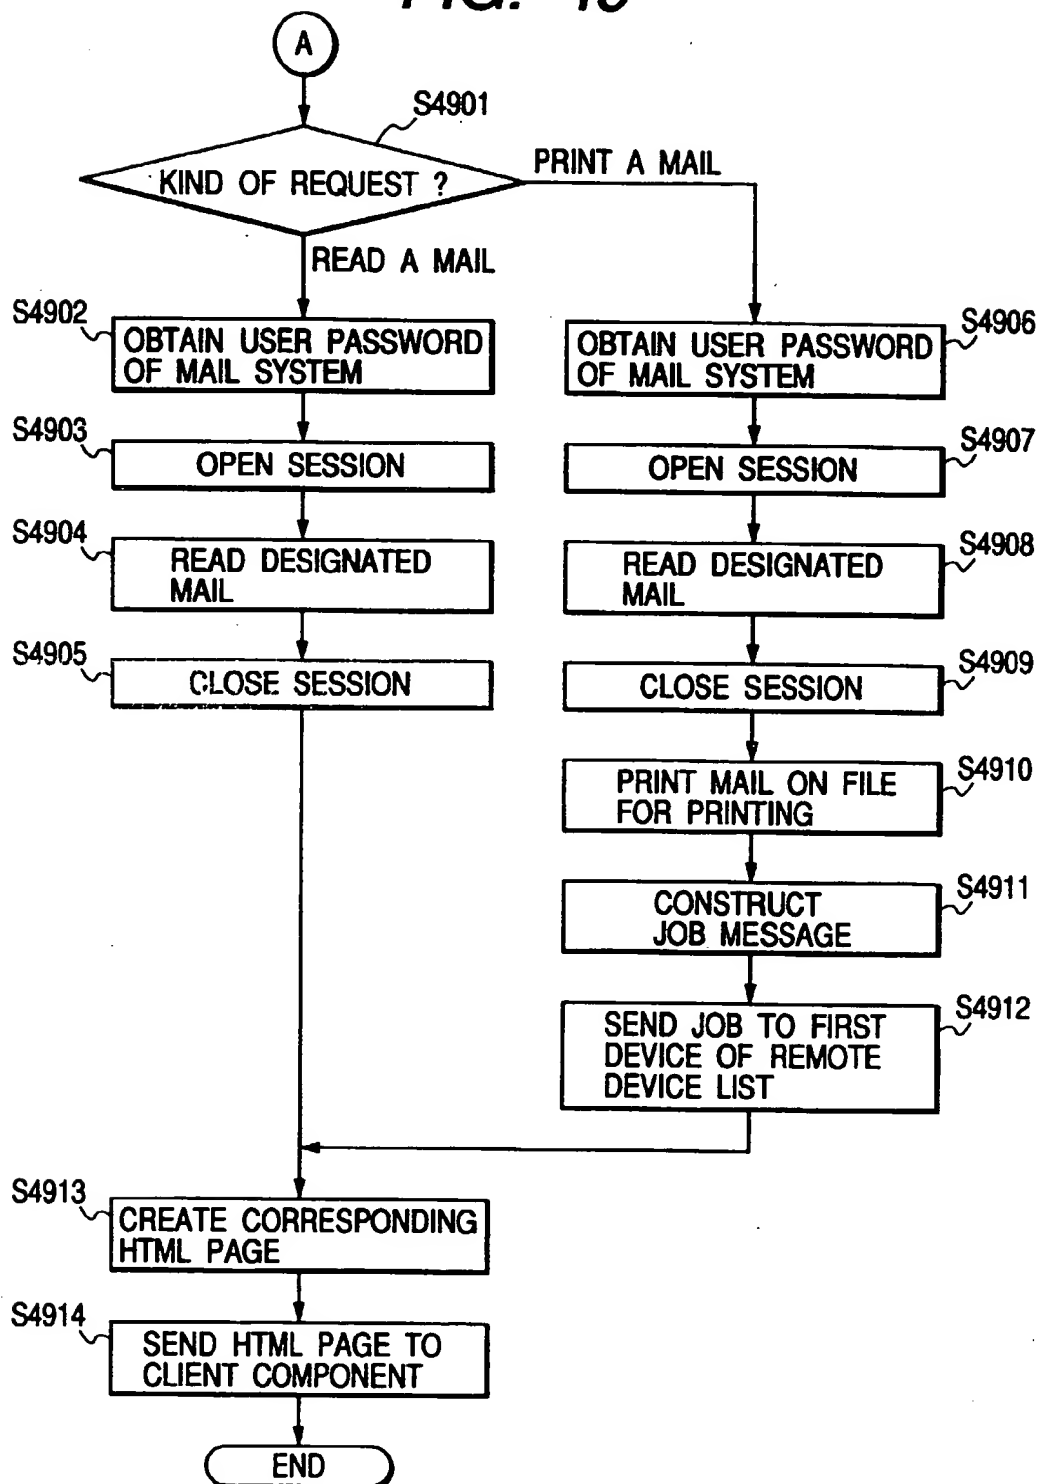 A
S4901
KIND OF REQUEST ?
PRINT A MAIL
READ A MAIL
S4902
OBTAIN USER PASSWORD
OF MAIL SYSTEM
S4903
OPEN SESSION
S4904
READ DESIGNATED
MAIL
S4905
CLOSE SESSION
S4906
OBTAIN USER PASSWORD
OF MAIL SYSTEM
S4907
OPEN SESSION
S4908
READ DESIGNATED
MAIL
S4909
CLOSE SESSION
S4910
PRINT MAIL ON FILE
FOR PRINTING
S4911
CONSTRUCT
JOB MESSAGE
S4912
SEND JOB TO FIRST
DEVICE OF REMOTE
DEVICE LIST
S4913
CREATE CORRESPONDING
HTML PAGE
S4914
SEND HTML PAGE TO
CLIENT COMPONENT
END